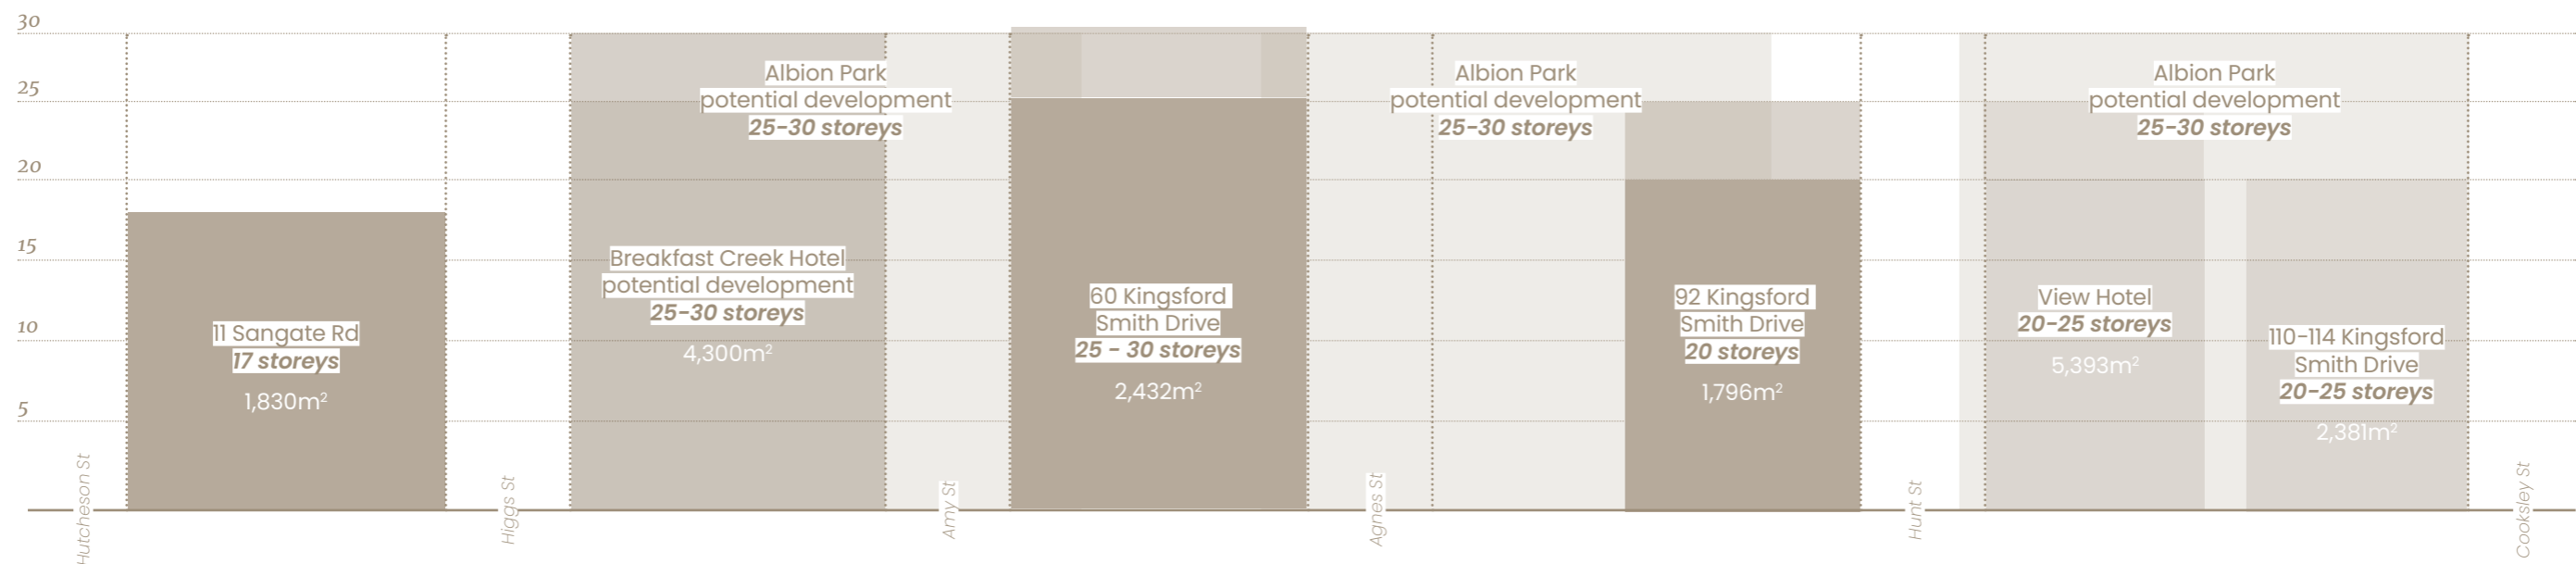 30
25
20
15
10
5
Hutcheson St
11 Sangate Rd
17 storeys
1,830m²
Higgs St
Breakfast Creek Hotel
potential development
25-30 storeys
4,300m²
Albion Park
potential development
25-30 storeys
Amy St
60 Kingsford
Smith Drive
25 - 30 storeys
2,432m²
Agnes St
Albion Park
potential development
25-30 storeys
92 Kingsford
Smith Drive
20 storeys
1,796m²
Hunt St
Albion Park
potential development
25-30 storeys
View Hotel
20-25 storeys
5,393m²
110-114 Kingsford
Smith Drive
20-25 storeys
2,381m²
Cooksley St